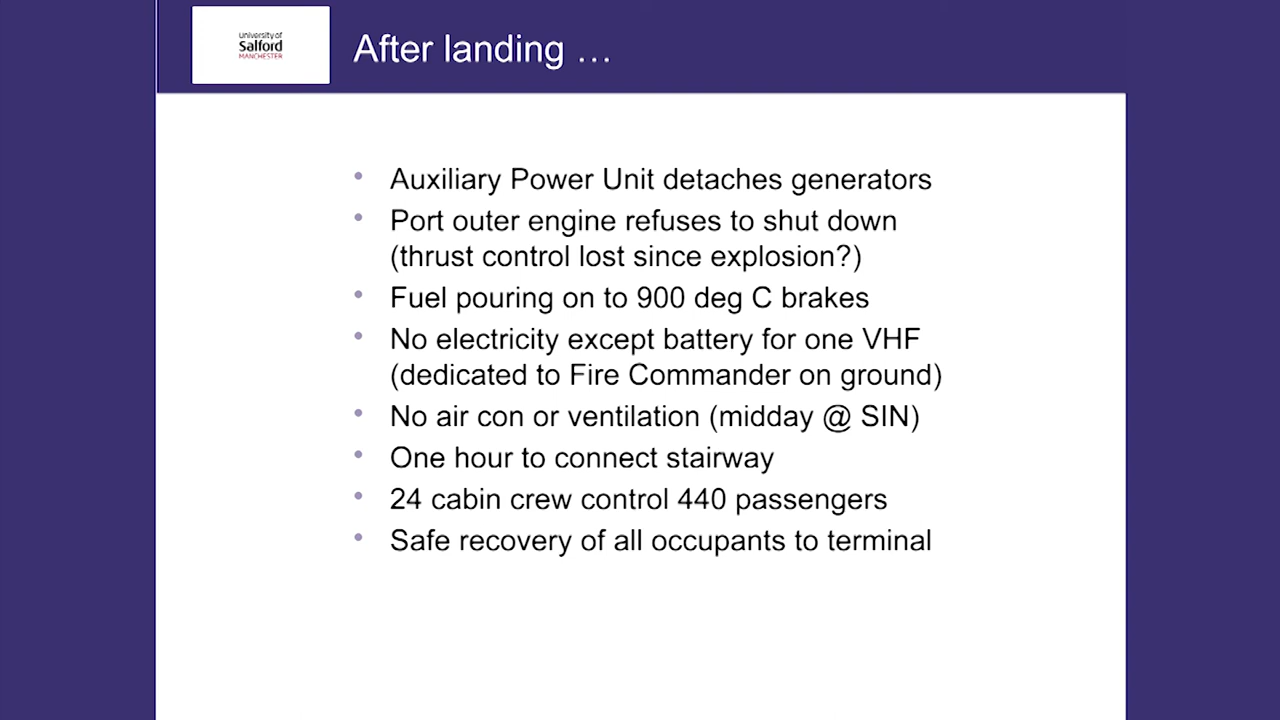 university of
Salford
MANCHESTER
After landing …
• Auxiliary Power Unit detaches generators
• Port outer engine refuses to shut down
(thrust control lost since explosion?)
• Fuel pouring on to 900 deg C brakes
• No electricity except battery for one VHF
(dedicated to Fire Commander on ground)
• No air con or ventilation (midday @ SIN)
• One hour to connect stairway
• 24 cabin crew control 440 passengers
• Safe recovery of all occupants to terminal